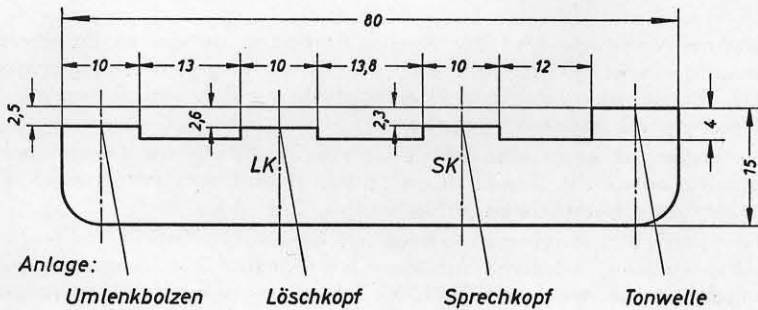 80
10 13 10 13,8 10 12
2,5 2,6 2,3 4
LK SK 15
Anlage:
Umlenkbolzen Löschkopf Sprechkopf Tonwelle